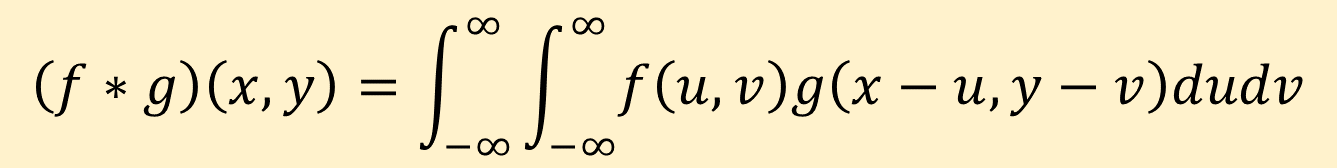 (f ∗ g)(x, y) = ∫_{−∞}^{∞} ∫_{−∞}^{∞} f(u, v)g(x − u, y − v)dudv